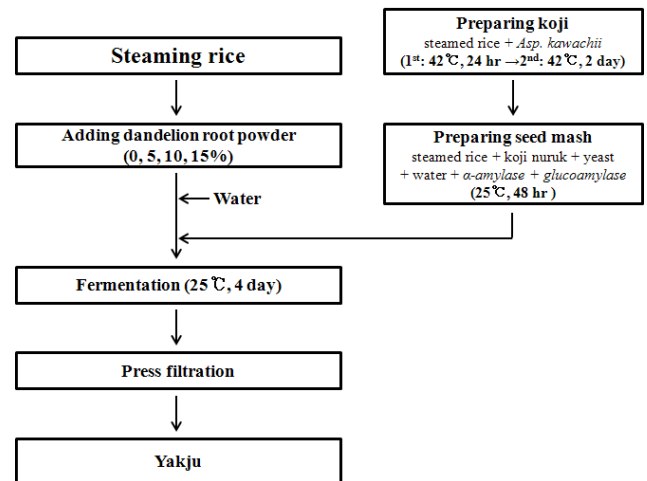 Steaming rice
Adding dandelion root powder
(0, 5, 10, 15%)
Water
Preparing koji
steamed rice + Asp. kawachii
(1st: 42℃, 24 hr →2nd: 42℃, 2 day)
Preparing seed mash
steamed rice + koji nuruk + yeast
+ water + α-amylase + glucoamylase
(25℃, 48 hr )
Fermentation (25℃, 4 day)
Press filtration
Yakju